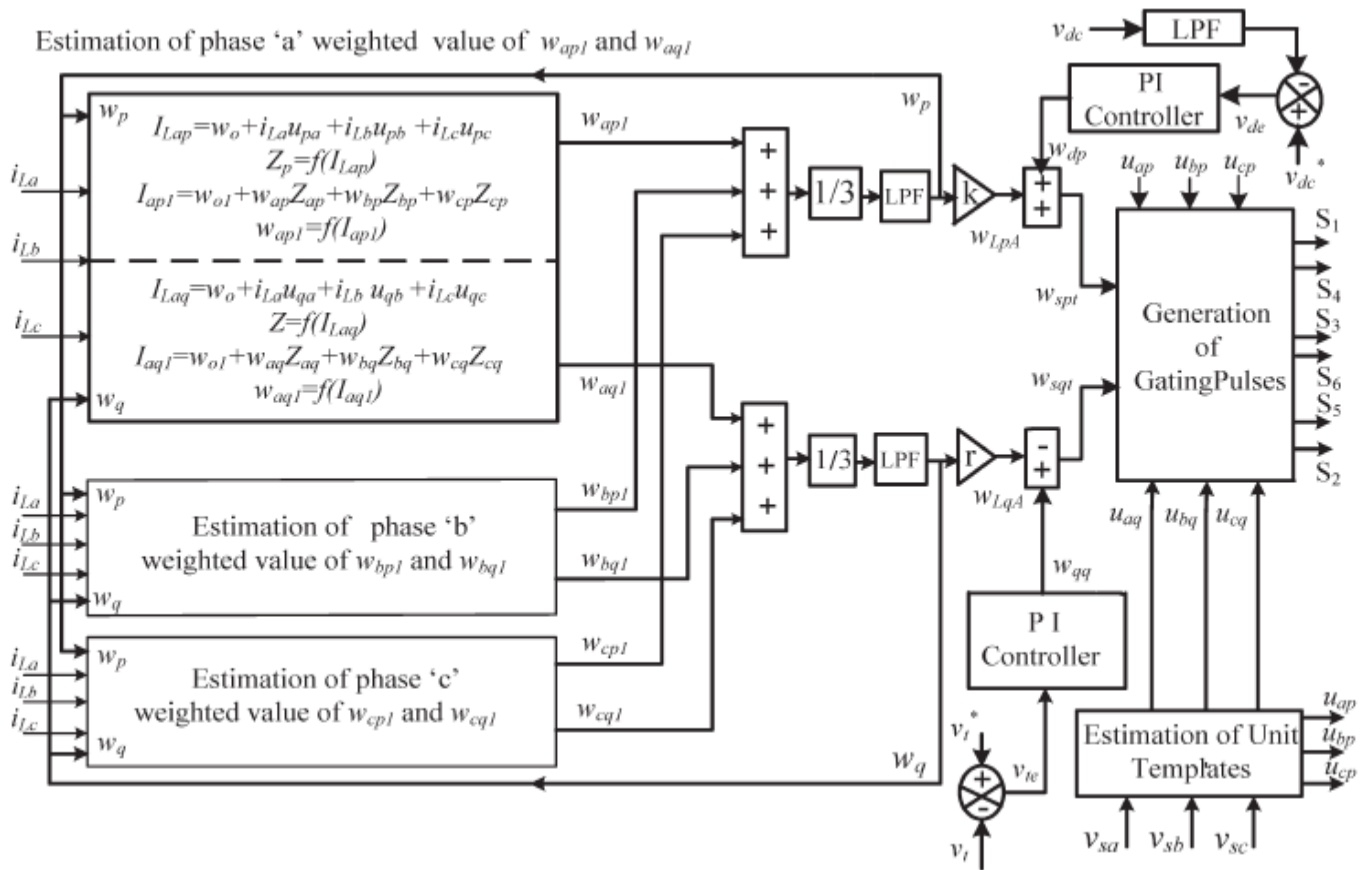 Estimation of phase ‘a’ weighted value of w_ap1 and w_aq1
w_p
I_Lap=w_o+i_La u_pa+i_Lb u_pb+i_Lc u_pc
Z_p=f(I_Lap)
I_ap1=w_o1+w_ap Z_ap+w_bp Z_bp+w_cp Z_cp
w_ap1=f(I_ap1)
I_Laq=w_o+i_La u_qa+i_Lb u_qb+i_Lc u_qc
Z=f(I_Laq)
I_aq1=w_o1+w_aq Z_aq+w_bq Z_bq+w_cq Z_cq
w_aq1=f(I_aq1)
w_q
i_La
i_Lb
i_Lc
w_ap1
w_aq1
w_p
Estimation of phase ‘b’
weighted value of w_bp1 and w_bq1
w_q
i_La
i_Lb
i_Lc
w_bp1
w_bq1
w_p
Estimation of phase ‘c’
weighted value of w_cp1 and w_cq1
w_q
i_La
i_Lb
i_Lc
w_cp1
w_cq1
+
+
+
1/3
LPF
w_p
k
w_LpA
+
+
w_dp
w_spt
+
+
+
1/3
LPF
w_q
r
w_LqA
-
+
w_qq
w_sqt
v_dc
LPF
-
+
v_dc*
v_de
PI
Controller
P I
Controller
v_t*
+
-
v_te
v_t
u_ap
u_bp
u_cp
Generation
of
GatingPulses
S_1
S_4
S_3
S_6
S_5
S_2
u_aq
u_bq
u_cq
Estimation of Unit
Templates
u_ap
u_bp
u_cp
v_sa
v_sb
v_sc